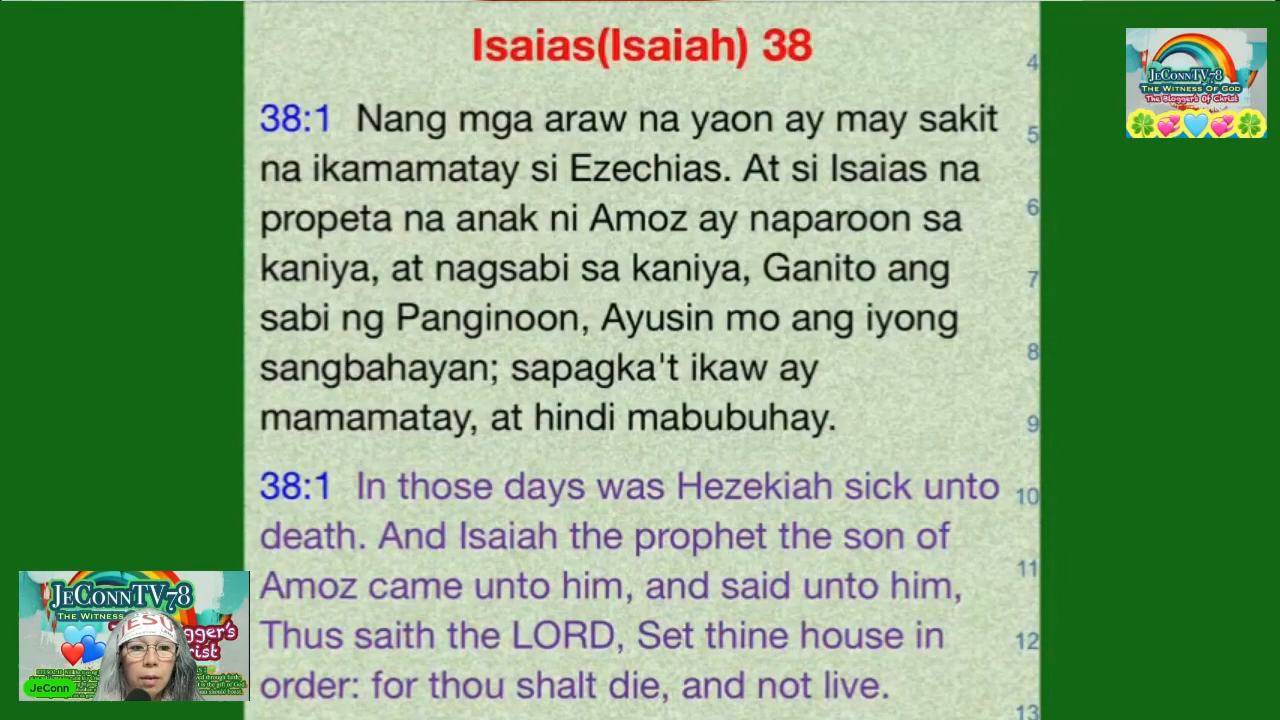 Isaias(Isaiah) 38
38:1 Nang mga araw na yaon ay may sakit
na ikamamatay si Ezechias. At si Isaias na
propeta na anak ni Amoz ay naparoon sa
kaniya, at nagsabi sa kaniya, Ganito ang
sabi ng Panginoon, Ayusin mo ang iyong
sangbahayan; sapagka't ikaw ay
mamamatay, at hindi mabubuhay.
38:1 In those days was Hezekiah sick unto
death. And Isaiah the prophet the son of
Amoz came unto him, and said unto him,
Thus saith the LORD, Set thine house in
order: for thou shalt die, and not live.
4
5
6
7
8
9
10
11
12
13
JeConnTV78
The Witness Of God
The Blogger's Of Christ
JeConnTV78
The Witness
JeConn